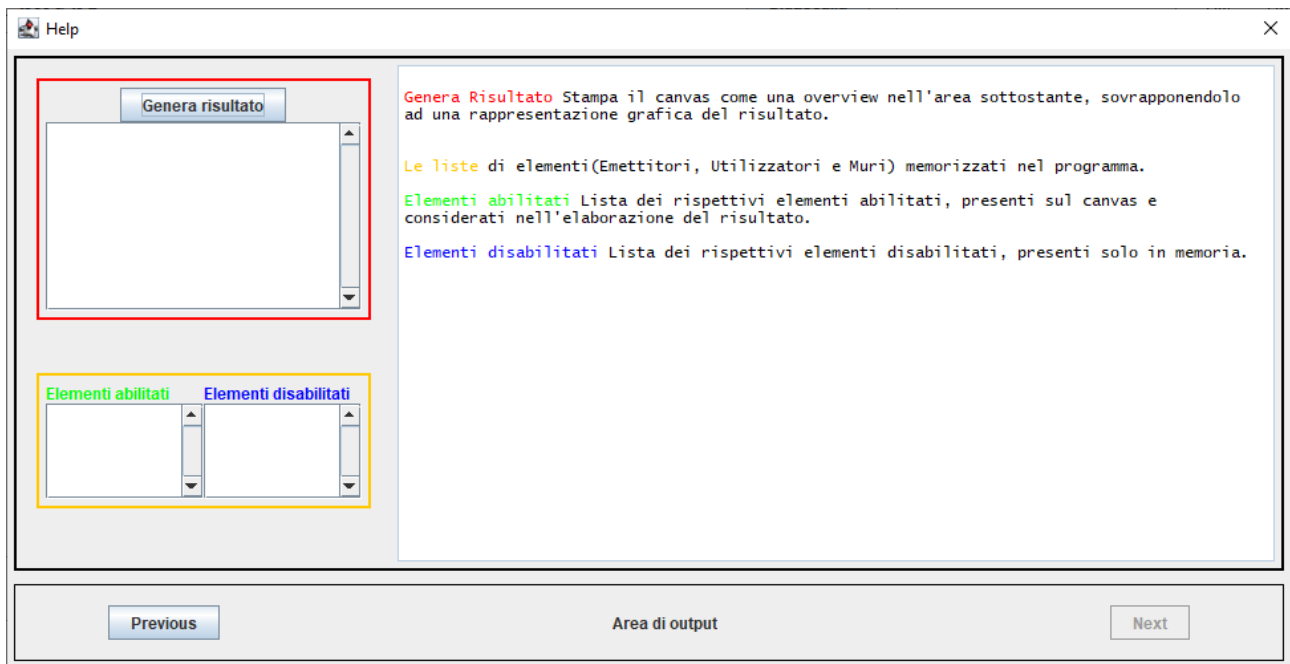 Help
Genera risultato
Genera Risultato Stampa il canvas come una overview nell'area sottostante, sovrapponendolo
ad una rappresentazione grafica del risultato.
Le liste di elementi(Emettitori, Utilizzatori e Muri) memorizzati nel programma.
Elementi abilitati Lista dei rispettivi elementi abilitati, presenti sul canvas e
considerati nell'elaborazione del risultato.
Elementi disabilitati Lista dei rispettivi elementi disabilitati, presenti solo in memoria.
Elementi abilitati Elementi disabilitati
Previous
Area di output
Next